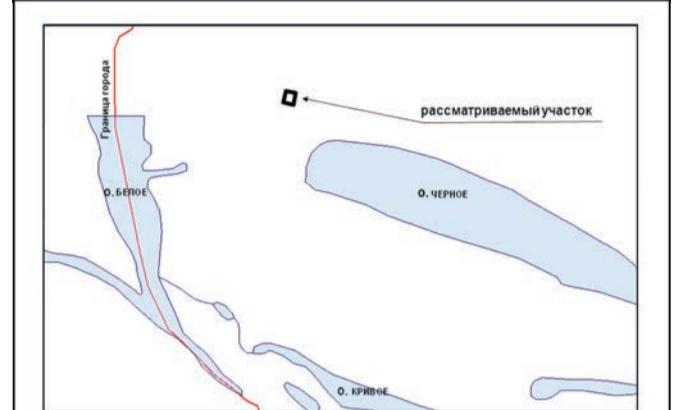 Граница города
рассматриваемый участок
О. БЕЛОЕ
О. ЧЕРНОЕ
О. КРИВОЕ